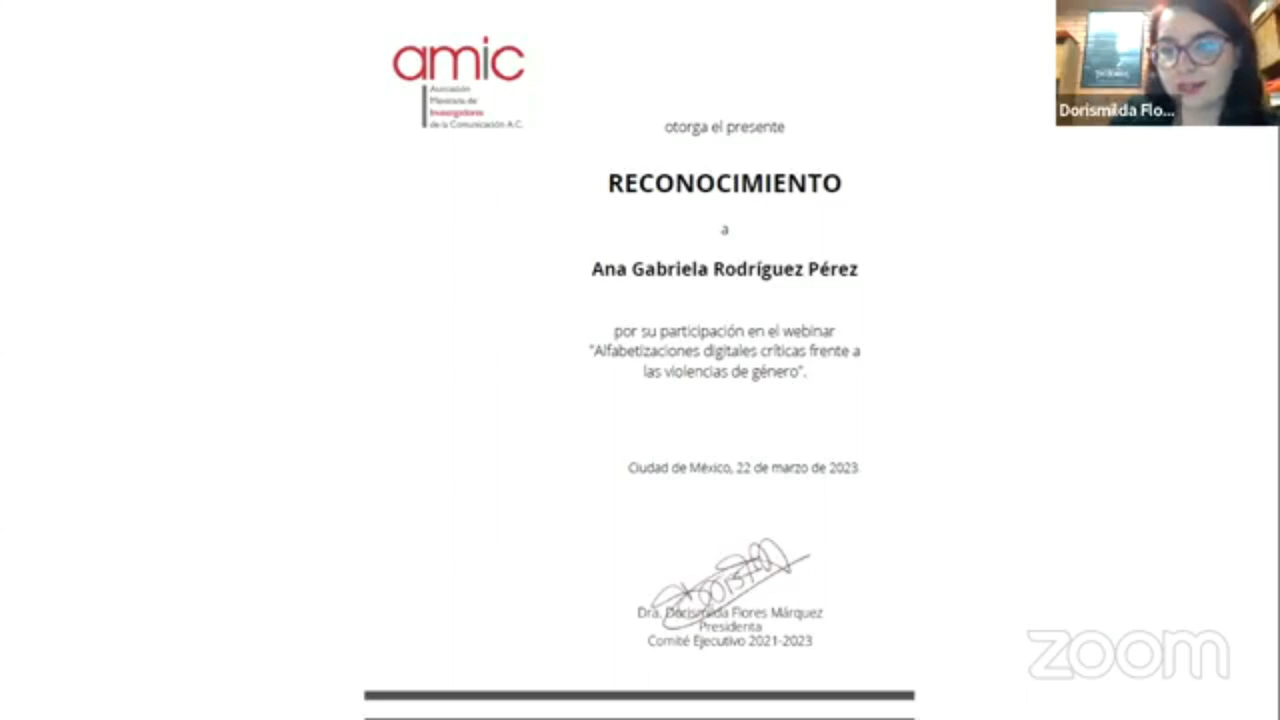 amic
Asociación
Mexicana de
Investigadores
de la Comunicación A.C.
otorga el presente
RECONOCIMIENTO
a
Ana Gabriela Rodríguez Pérez
por su participación en el webinar
"Alfabetizaciones digitales críticas frente a
las violencias de género".
Ciudad de México, 22 de marzo de 2023
Dra. Dorismilda Flores Márquez
Presidenta
Comité Ejecutivo 2021-2023
Dorismilda Flo...
zoom